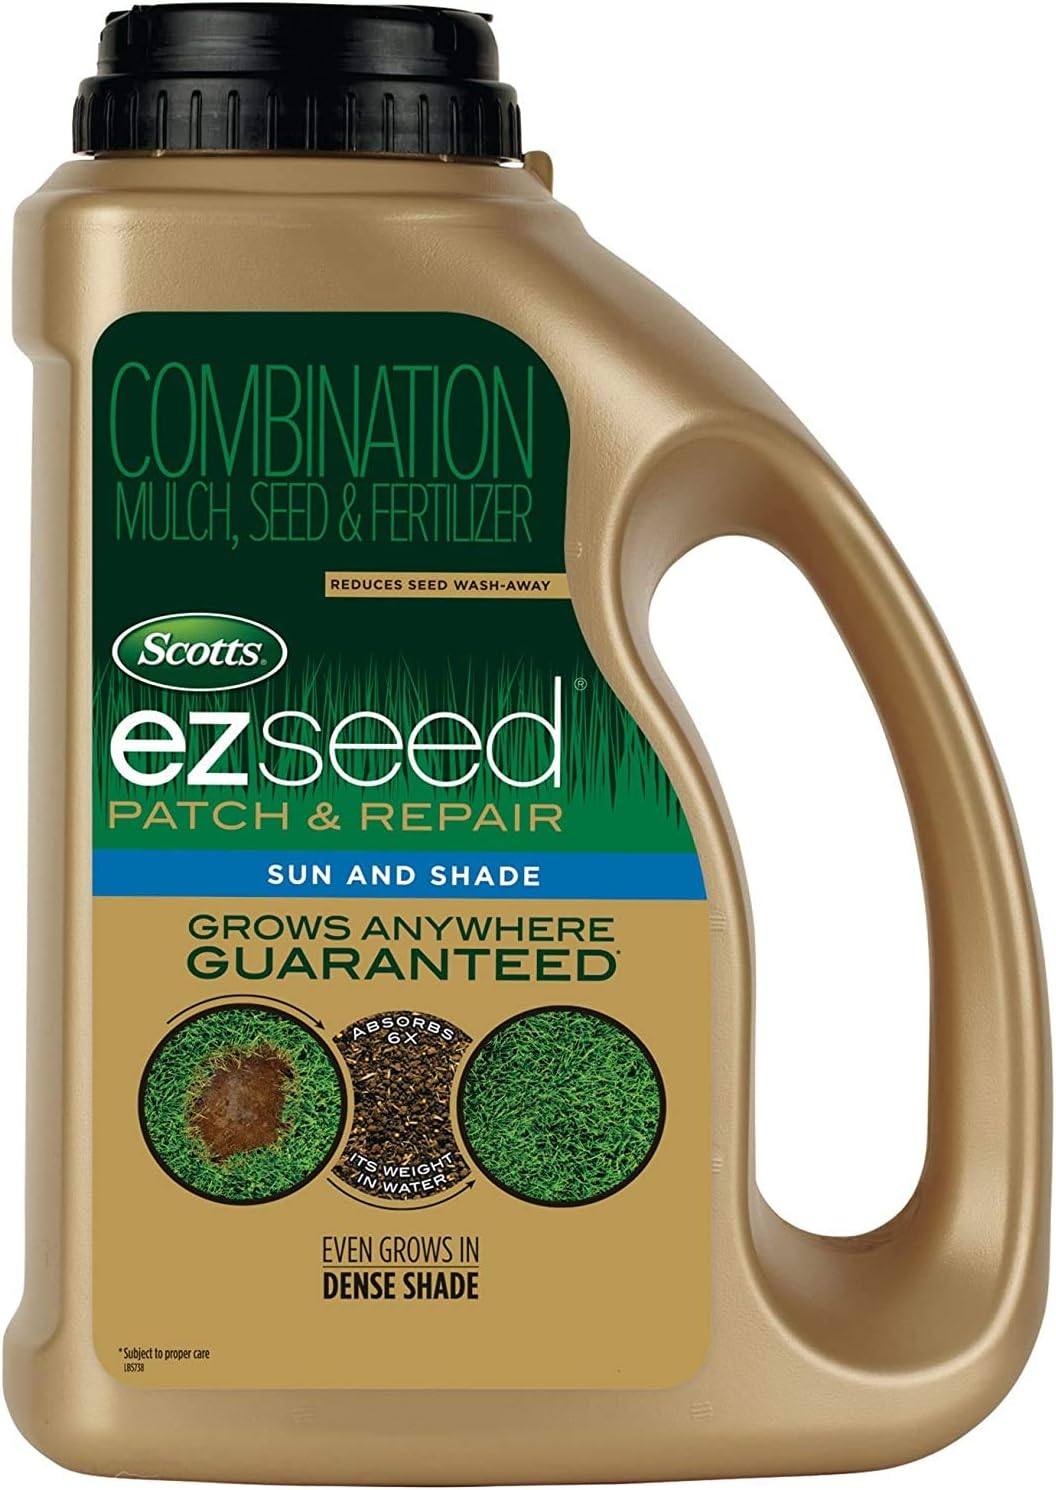 COMBINATION
MULCH, SEED & FERTILIZER
REDUCES SEED WASH-AWAY
Scotts®
ezseed®
PATCH & REPAIR
SUN AND SHADE
GROWS ANYWHERE
GUARANTEED*
ABSORBS
6X
ITS WEIGHT
IN WATER
EVEN GROWS IN
DENSE SHADE
*Subject to proper care
LBS738